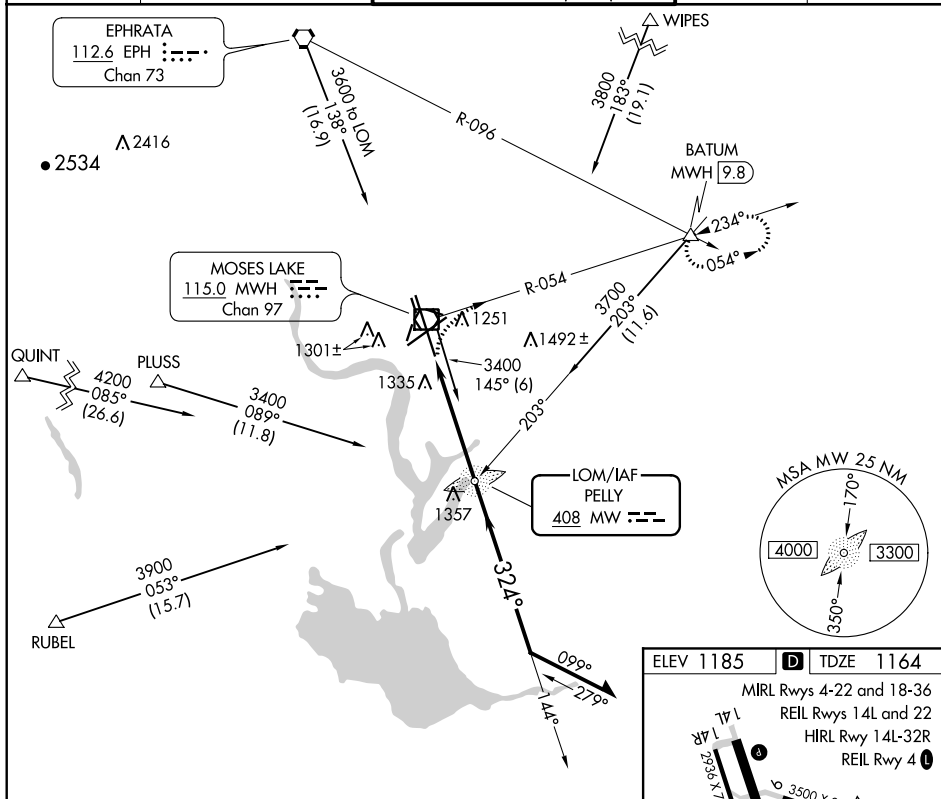 EPHRATA
112.6 EPH
Chan 73
WIPES
3600 to LOM
138°
(16.9)
3800
183°
(19.1)
R-096
2416
2534
BATUM
MWH 9.8
234°
054°
MOSES LAKE
115.0 MWH
Chan 97
R-054
3700
203°
(11.6)
1251
1301±
1492±
QUINT
4200
085°
(26.6)
PLUSS
3400
089°
(11.8)
1335
3400
145° (6)
203°
LOM/IAF
PELLY
408 MW
1357
MSA MW 25 NM
170°
4000
3300
350°
3900
053°
(15.7)
RUBEL
324°
099°
279°
144°
ELEV 1185 D TDZE 1164
MIRL Rwys 4-22 and 18-36
REIL Rwys 14L and 22
HIRL Rwy 14L-32R
REIL Rwy 4 L
14L
14R
P
2936 X 7
9
3500 X